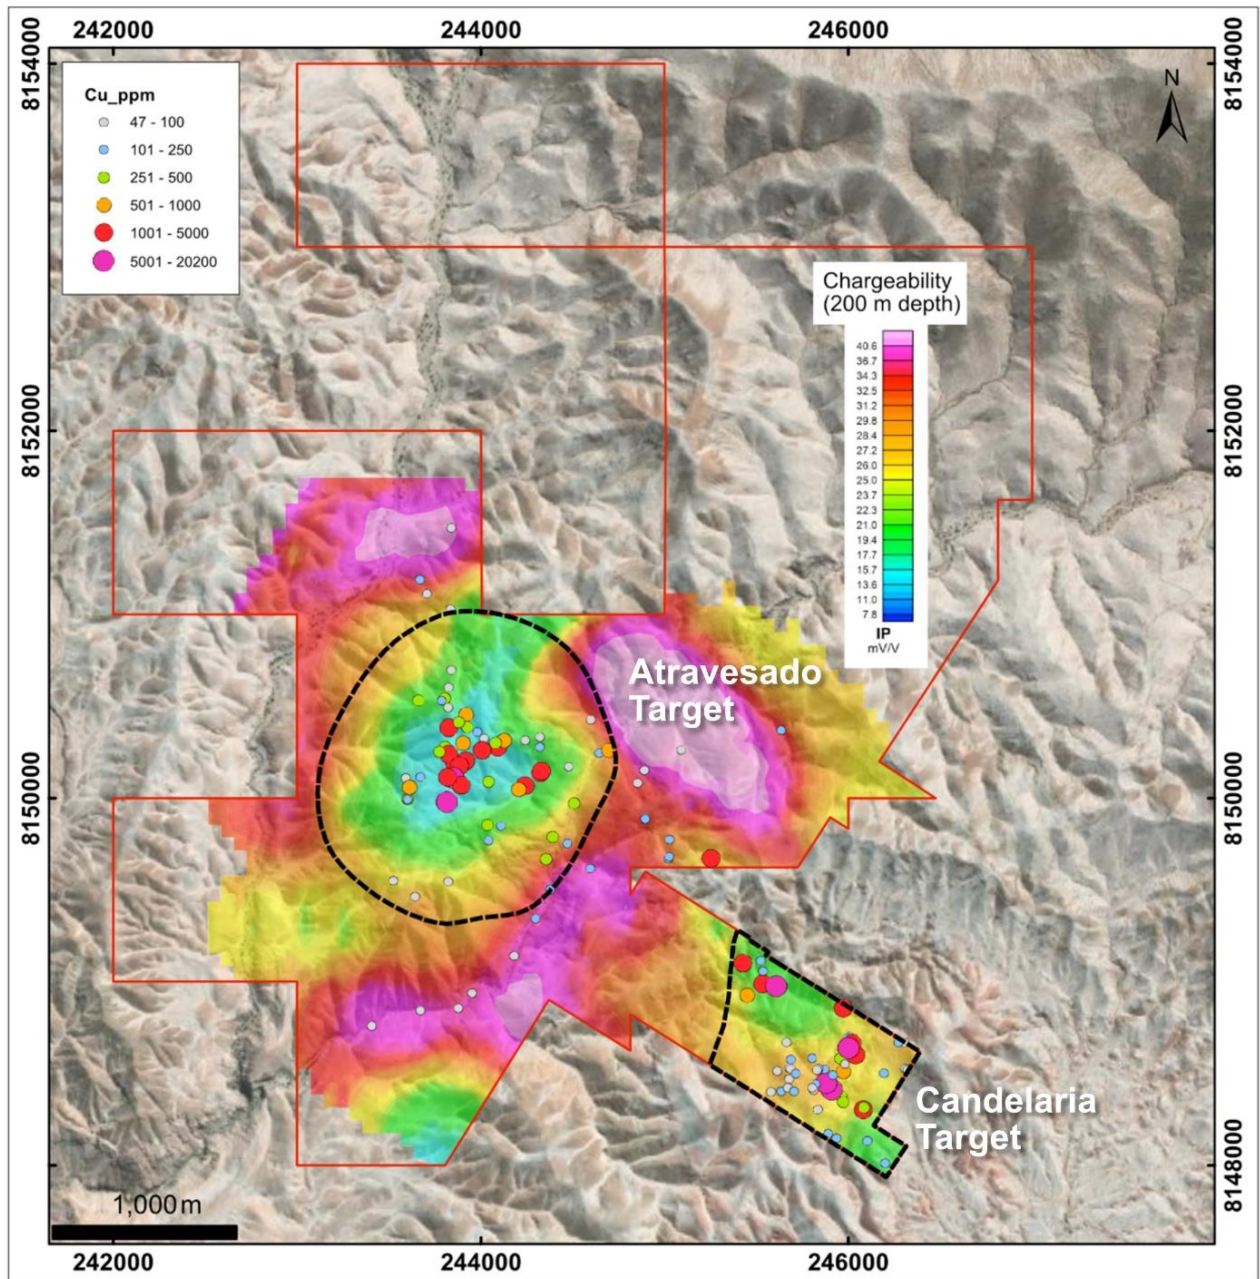 242000 244000 246000
8154000
8154000
Cu_ppm
47 - 100
101 - 250
251 - 500
501 - 1000
1001 - 5000
5001 - 20200
N
Chargeability
(200 m depth)
40.6
36.7
34.3
32.5
31.2
29.8
28.4
27.2
26.0
25.0
23.7
22.3
21.0
19.4
17.7
15.7
13.6
11.0
7.8
IP
mV/V
8152000
8152000
Atravesado
Target
8150000
8150000
Candelaria
Target
8148000
1,000 m
242000 244000 246000